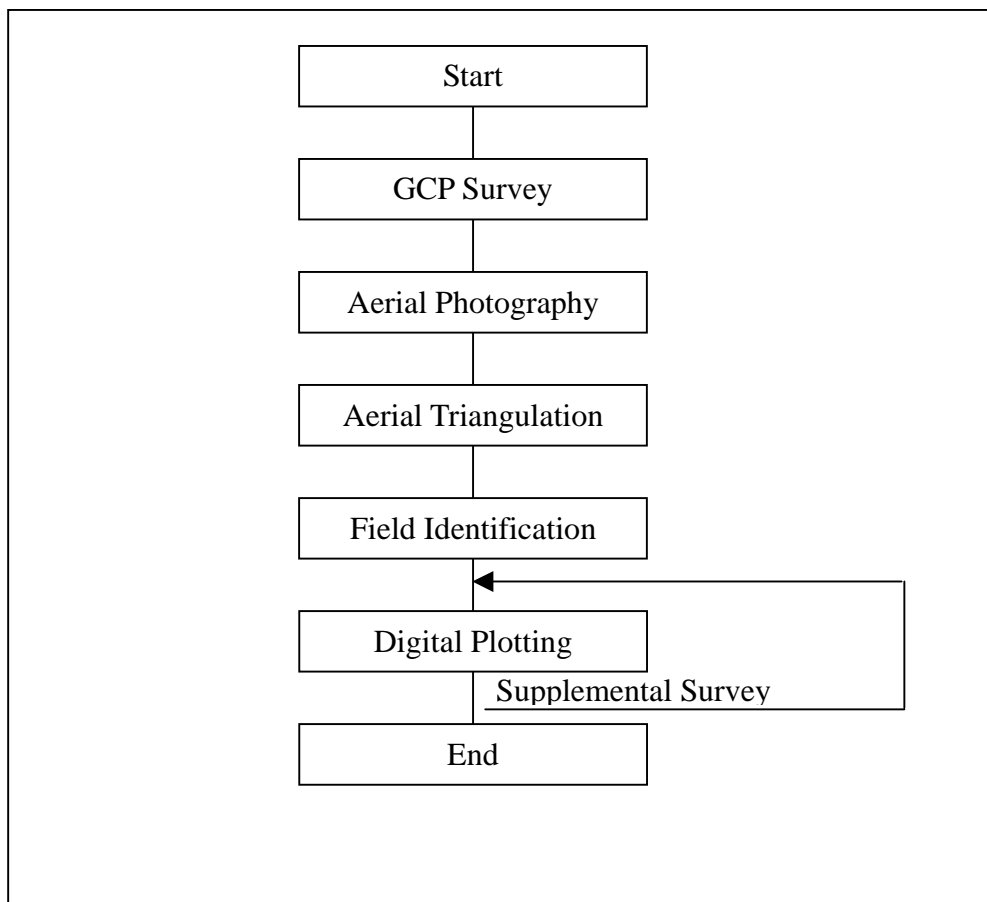 Start
GCP Survey
Aerial Photography
Aerial Triangulation
Field Identification
Digital Plotting
Supplemental Survey
End